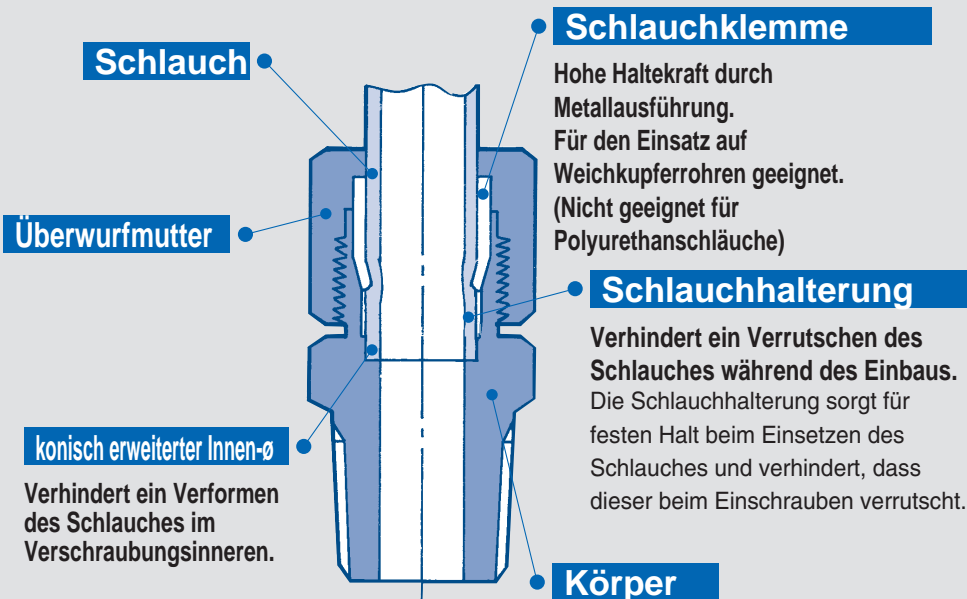 Schlauch
Überwurfmutter
konisch erweiterter Innen-ø
Verhindert ein Verformen
des Schlauches im
Verschraubungsinneren.
Schlauchklemme
Hohe Haltekraft durch
Metallausführung.
Für den Einsatz auf
Weichkupferrohren geeignet.
(Nicht geeignet für
Polyurethanschläuche)
Schlauchhalterung
Verhindert ein Verrutschen des
Schlauches während des Einbaus.
Die Schlauchhalterung sorgt für
festen Halt beim Einsetzen des
Schlauches und verhindert, dass
dieser beim Einschrauben verrutscht.
Körper